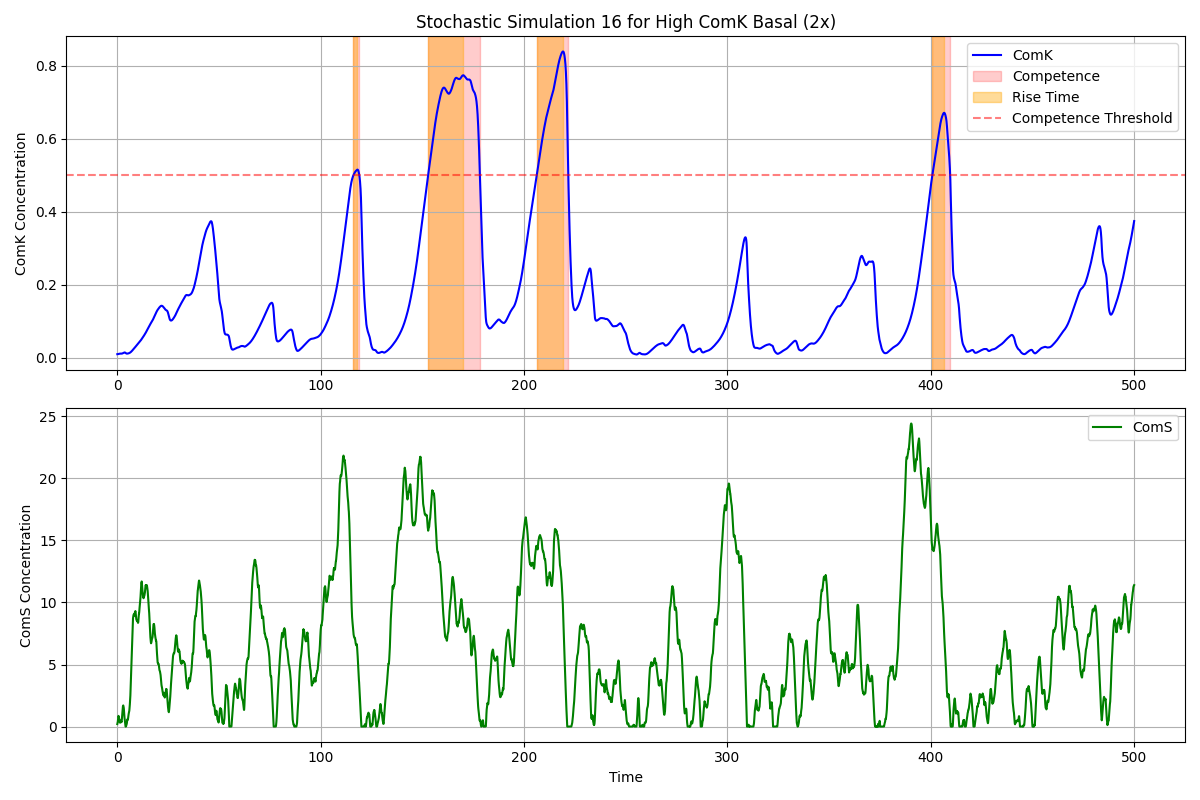 Stochastic Simulation 16 for High ComK Basal (2x)
ComK Concentration
0.8
0.6
0.4
0.2
0.0
ComK
Competence
Rise Time
Competence Threshold
0 100 200 300 400 500
ComS Concentration
25
20
15
10
5
0
ComS
0 100 200 300 400 500
Time